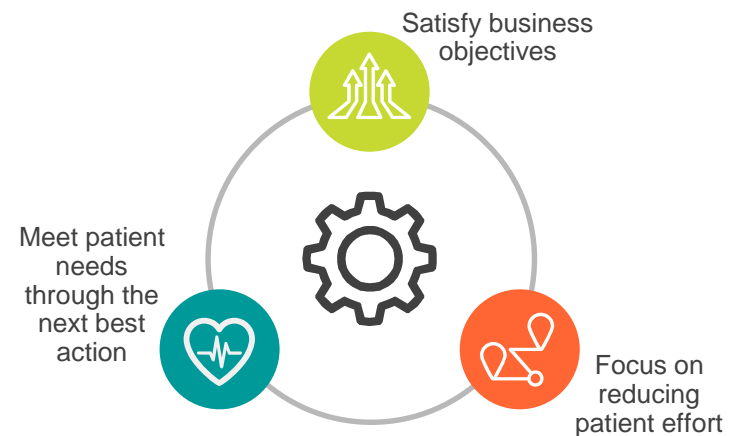 Satisfy business
objectives
Meet patient
needs
through the
next best
action
Focus on
reducing
patient effort